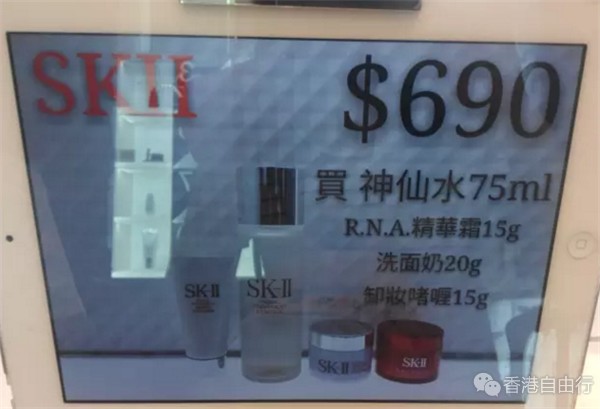 SKII
$690
買 神仙水75ml
R.N.A.精華霜15g
洗面奶20g
卸妝啫喱15g
SK-II
SK-II
SK-II
SK-II
香港自由行